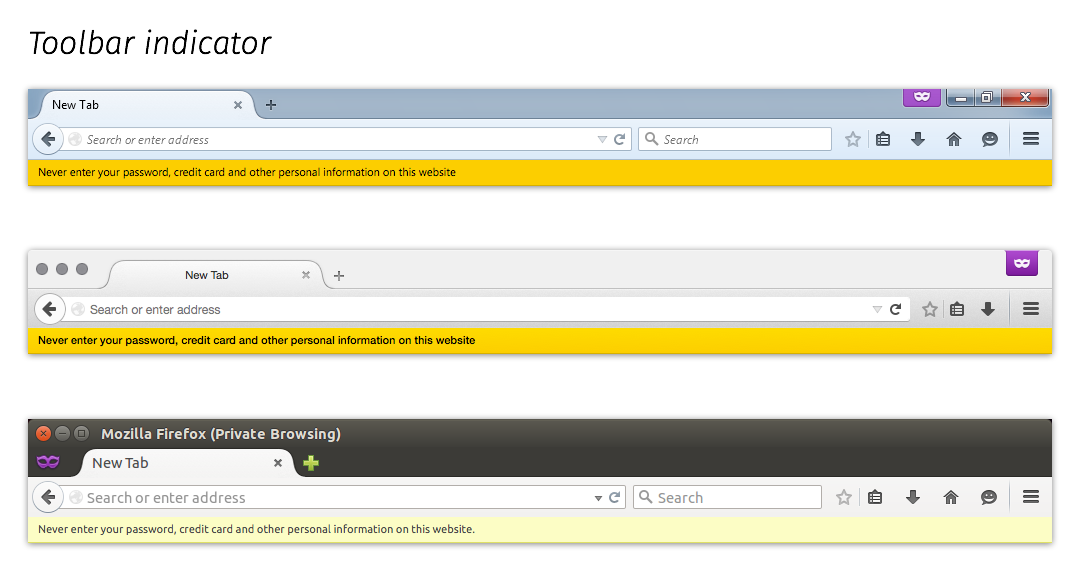 Toolbar indicator
New Tab
Search or enter address
Search
Never enter your password, credit card and other personal information on this website
New Tab
Search or enter address
Never enter your password, credit card and other personal information on this website
Mozilla Firefox (Private Browsing)
New Tab
Search or enter address
Search
Never enter your password, credit card and other personal information on this website.